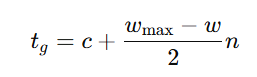 t_g = c + \frac{w_{\max} - w}{2} n